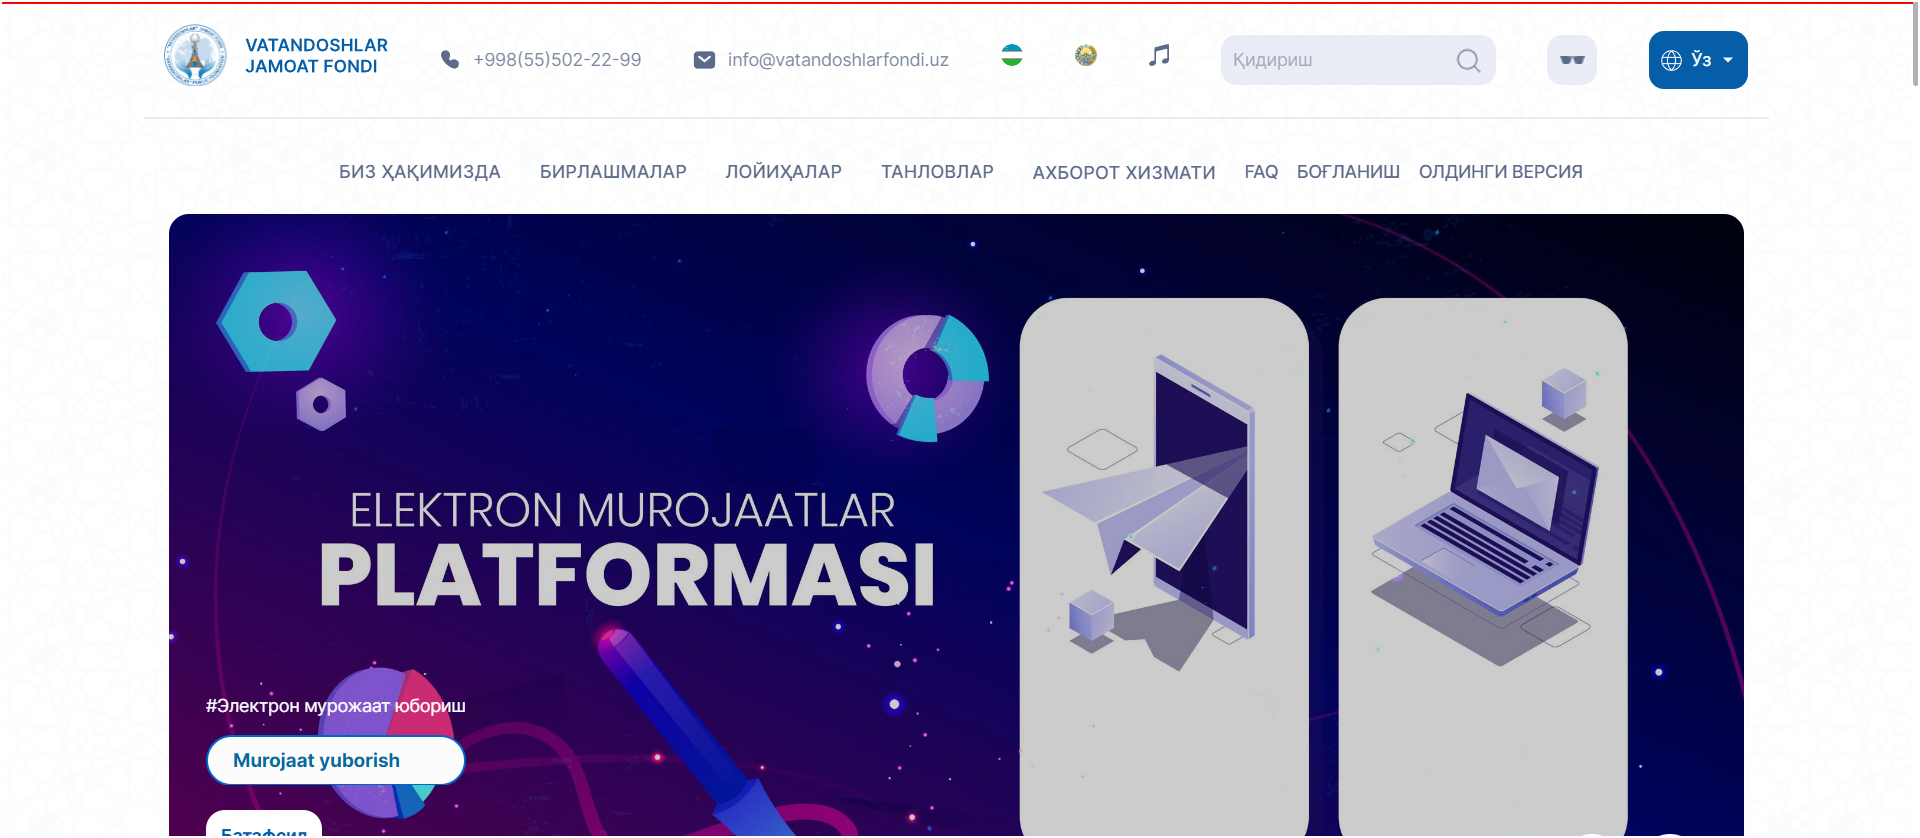 VATANDOSHLAR
JAMOAT FONDI
+998(55)502-22-99
info@vatandoshlarfondi.uz
Қидириш
Ўз
БИЗ ҲАҚИМИЗДА
БИРЛАШМАЛАР
ЛОЙИҲАЛАР
ТАНЛОВЛАР
АХБОРОТ ХИЗМАТИ
FAQ
БОҒЛАНИШ
ОЛДИНГИ ВЕРСИЯ
ELEKTRON MUROJAATLAR
PLATFORMASI
#Электрон мурожаат юбориш
Murojaat yuborish
Батафсил